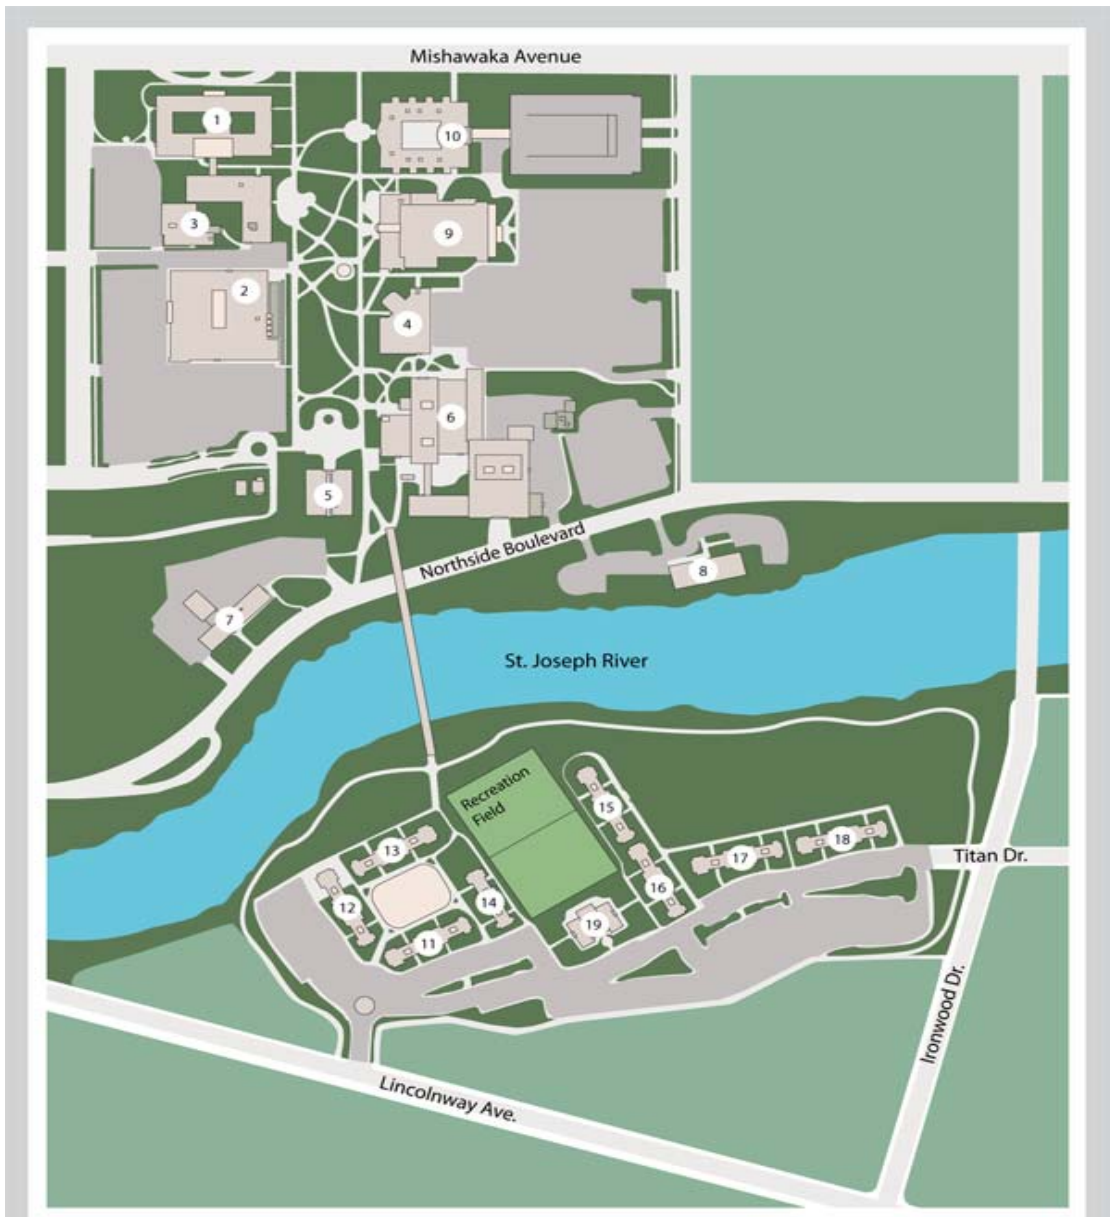 Mishawaka Avenue
1
10
3
9
2
4
6
5
Northside Boulevard
8
7
St. Joseph River
Recreation
Field
15
13
18
17
Titan Dr.
16
14
12
19
11
Ironwood Dr.
Lincolnway Ave.